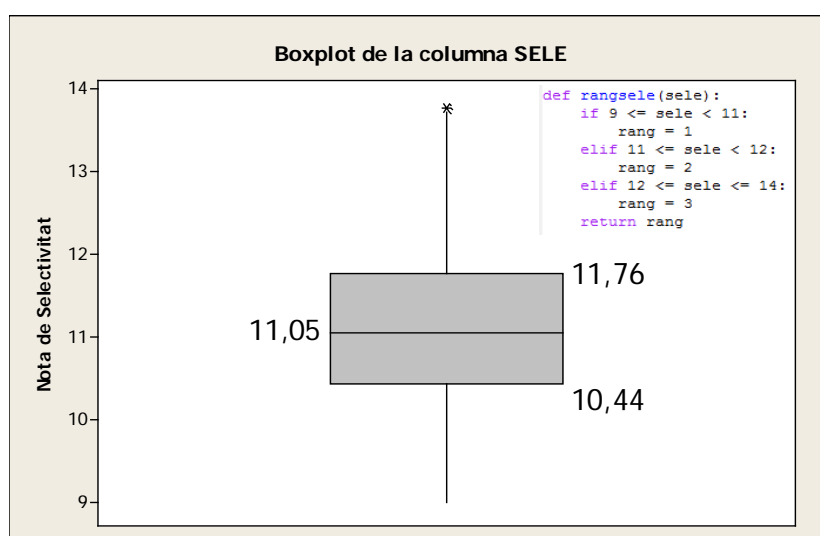 Boxplot de la columna SELE
14
13
12
11
10
9
Nota de Selectivitat
def rangsele(sele):
    if 9 <= sele < 11:
        rang = 1
    elif 11 <= sele < 12:
        rang = 2
    elif 12 <= sele <= 14:
        rang = 3
    return rang
11,76
11,05
10,44